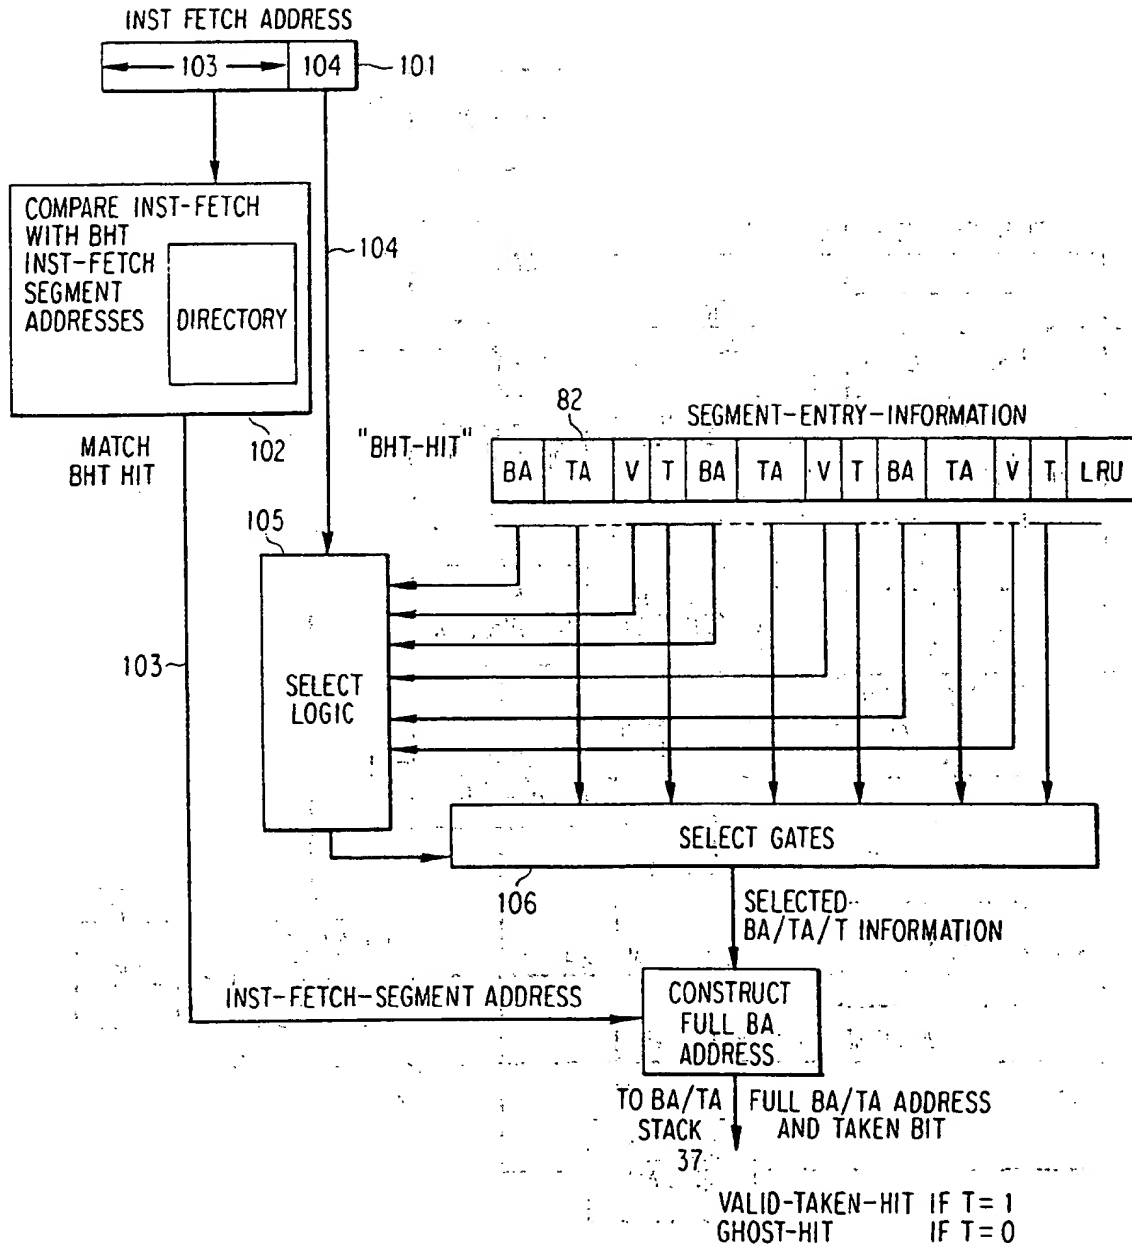 INST FETCH ADDRESS
103
104
101
COMPARE INST-FETCH
WITH BHT
INST-FETCH
SEGMENT
ADDRESSES
DIRECTORY
104
102
MATCH
BHT HIT
"BHT-HIT"
82
SEGMENT-ENTRY-INFORMATION
BA TA V T BA TA V T BA TA V T LRU
105
SELECT
LOGIC
103
SELECT GATES
106
SELECTED
BA/TA/T INFORMATION
INST-FETCH-SEGMENT ADDRESS
CONSTRUCT
FULL BA
ADDRESS
TO BA/TA
STACK
37
FULL BA/TA ADDRESS
AND TAKEN BIT
VALID-TAKEN-HIT IF T = 1
GHOST-HIT IF T = 0